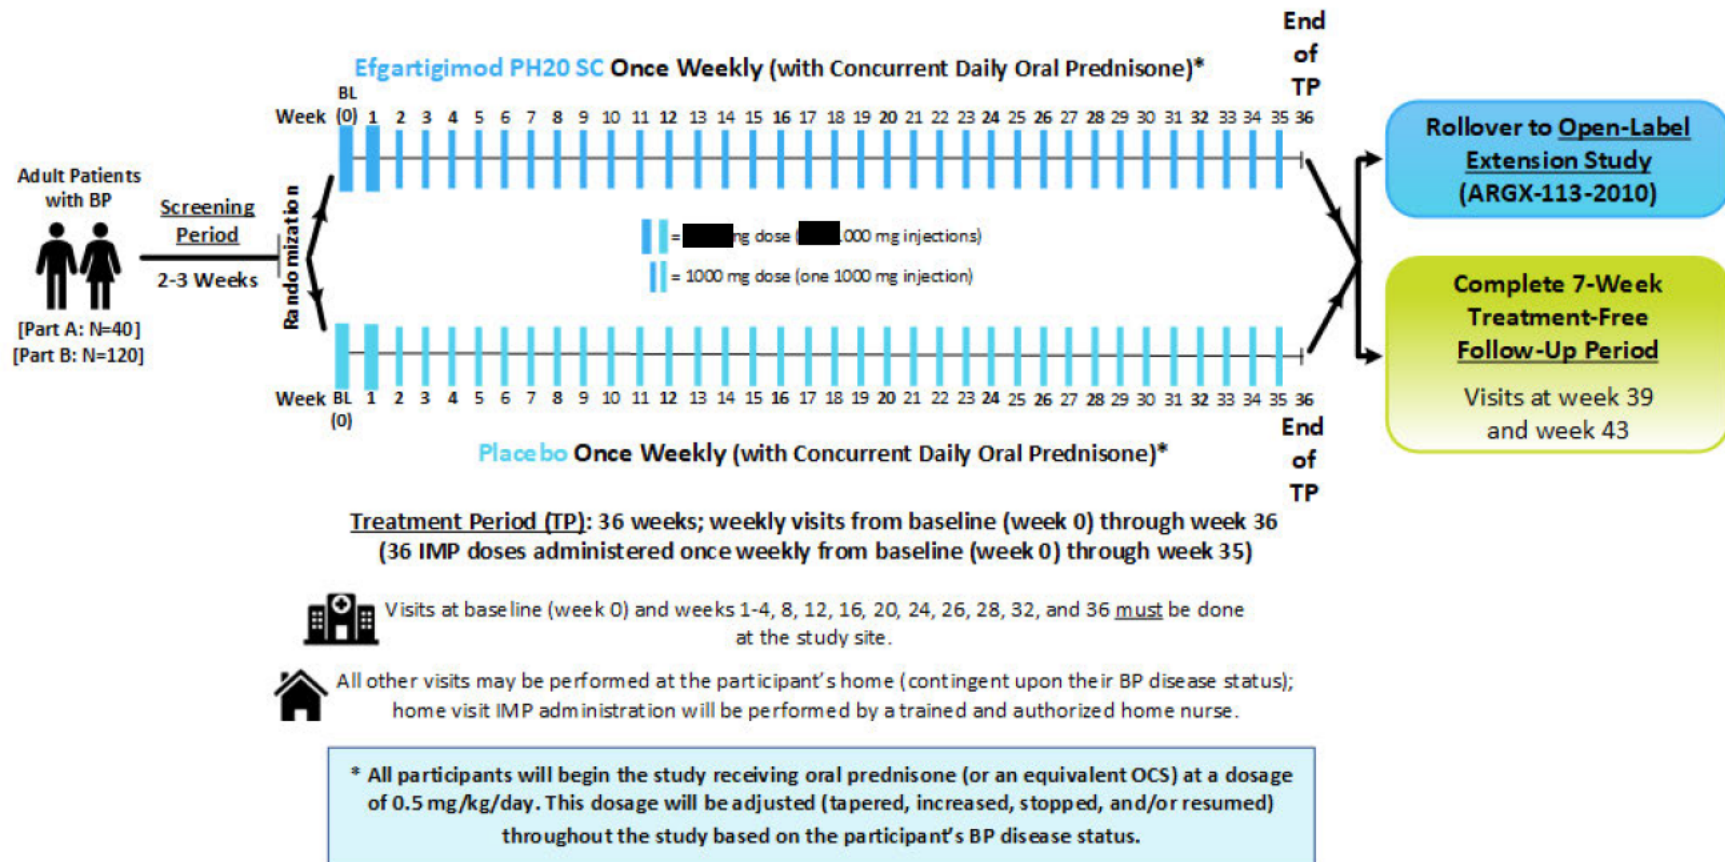 End
of
TP
Efgartigimod PH20 SC Once Weekly (with Concurrent Daily Oral Prednisone)*
BL
Week (0) 1 2 3 4 5 6 7 8 9 10 11 12 13 14 15 16 17 18 19 20 21 22 23 24 25 26 27 28 29 30 31 32 33 34 35 36
Adult Patients
with BP
Screening
Period
2-3 Weeks
[Part A: N=40]
[Part B: N=120]
Randomization
= mg dose ( 000 mg injections)
= 1000 mg dose (one 1000 mg injection)
Week BL 1 2 3 4 5 6 7 8 9 10 11 12 13 14 15 16 17 18 19 20 21 22 23 24 25 26 27 28 29 30 31 32 33 34 35 36
(0)
End
of
TP
Placebo Once Weekly (with Concurrent Daily Oral Prednisone)*
Rollover to Open-Label
Extension Study
(ARGX-113-2010)
Complete 7-Week
Treatment-Free
Follow-Up Period
Visits at week 39
and week 43
Treatment Period (TP): 36 weeks; weekly visits from baseline (week 0) through week 36
(36 IMP doses administered once weekly from baseline (week 0) through week 35)
Visits at baseline (week 0) and weeks 1-4, 8, 12, 16, 20, 24, 26, 28, 32, and 36 must be done
at the study site.
All other visits may be performed at the participant's home (contingent upon their BP disease status);
home visit IMP administration will be performed by a trained and authorized home nurse.
* All participants will begin the study receiving oral prednisone (or an equivalent OCS) at a dosage
of 0.5 mg/kg/day. This dosage will be adjusted (tapered, increased, stopped, and/or resumed)
throughout the study based on the participant's BP disease status.